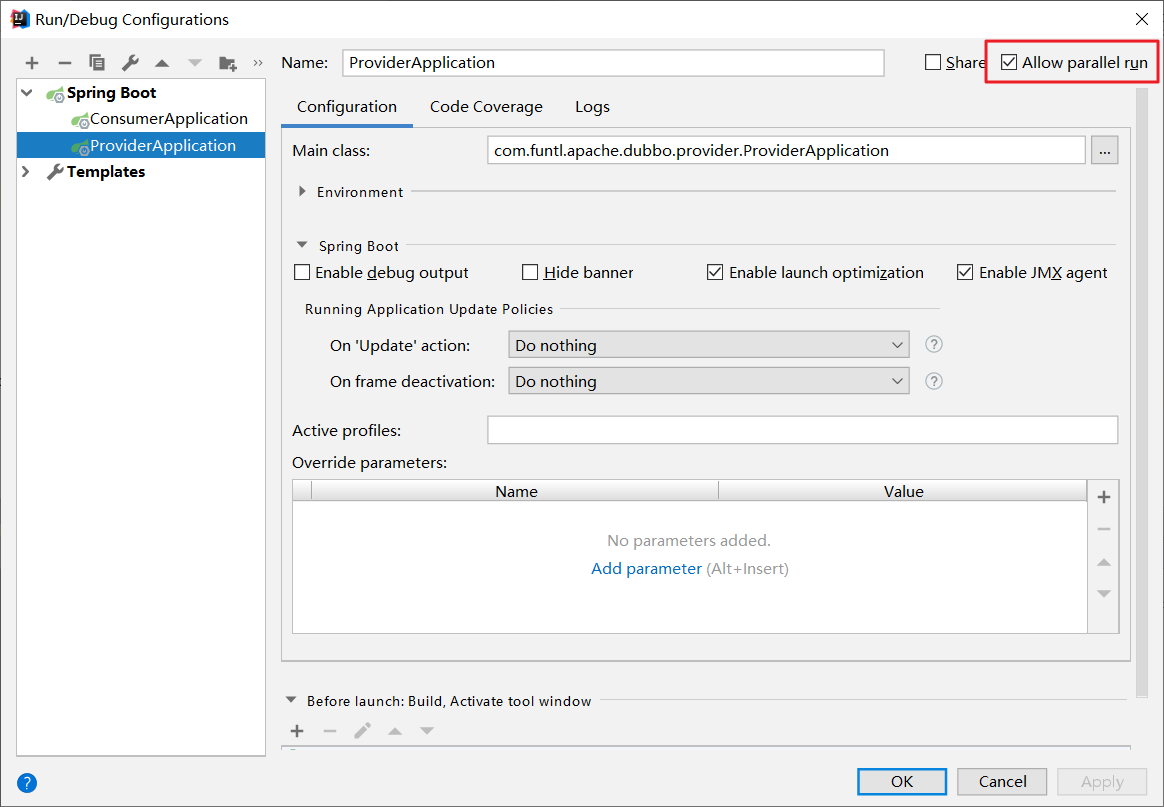 Run/Debug Configurations
Name: ProviderApplication Share Allow parallel run
Spring Boot
ConsumerApplication
ProviderApplication
Templates
Configuration Code Coverage Logs
Main class: com.funtl.apache.dubbo.provider.ProviderApplication ...
Environment
Spring Boot
Enable debug output Hide banner Enable launch optimization Enable JMX agent
Running Application Update Policies
On 'Update' action: Do nothing ?
On frame deactivation: Do nothing ?
Active profiles:
Override parameters:
Name Value
No parameters added.
Add parameter (Alt+Insert)
Before launch: Build, Activate tool window
? OK Cancel Apply